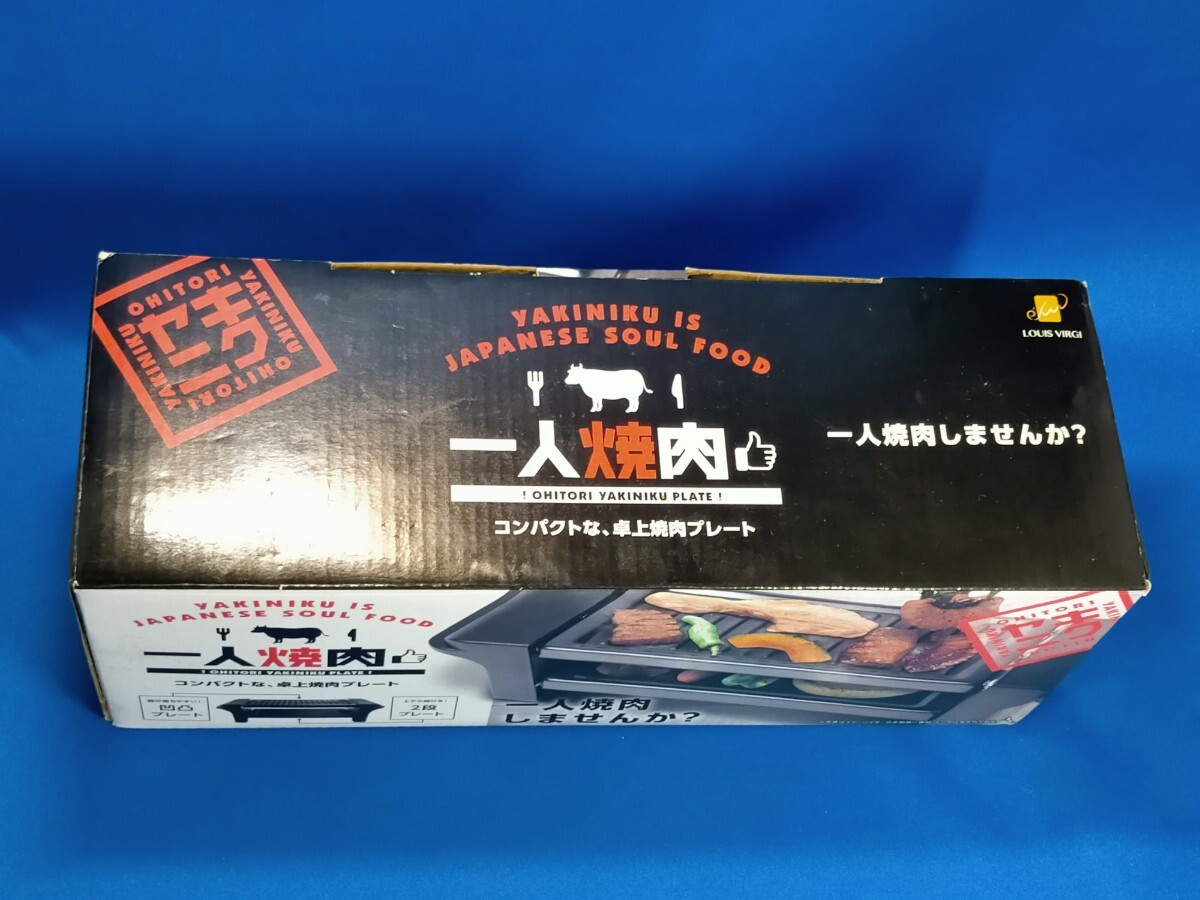 OHITORI
YAKINIKU
OHITORI
YAKINIKU
ヤキニク
YAKINIKU IS
JAPANESE SOUL FOOD
一人焼肉
! OHITORI YAKINIKU PLATE !
コンパクトな、卓上焼肉プレート
LOUIS VIRGI
一人焼肉しませんか?
YAKINIKU IS
JAPANESE SOUL FOOD
一人焼肉
! OHITORI YAKINIKU PLATE !
コンパクトな、卓上焼肉プレート
凹凸
プレート
2段
プレート
一人焼肉
しませんか?
OHITORI